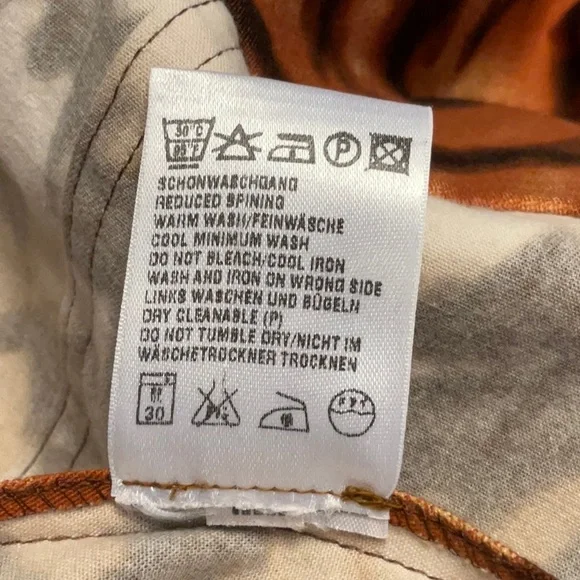 30°C
P
SCHONWASCHGANG
REDUCED SPINING
WARM WASH/FEINWÄSCHE
COOL MINIMUM WASH
DO NOT BLEACH/COOL IRON
WASH AND IRON ON WRONG SIDE
LINKS WASCHEN UND BÜGELN
DRY CLEANABLE (P)
DO NOT TUMBLE DRY/NICHT IM
WÄSCHETROCKNER TROCKNEN
30